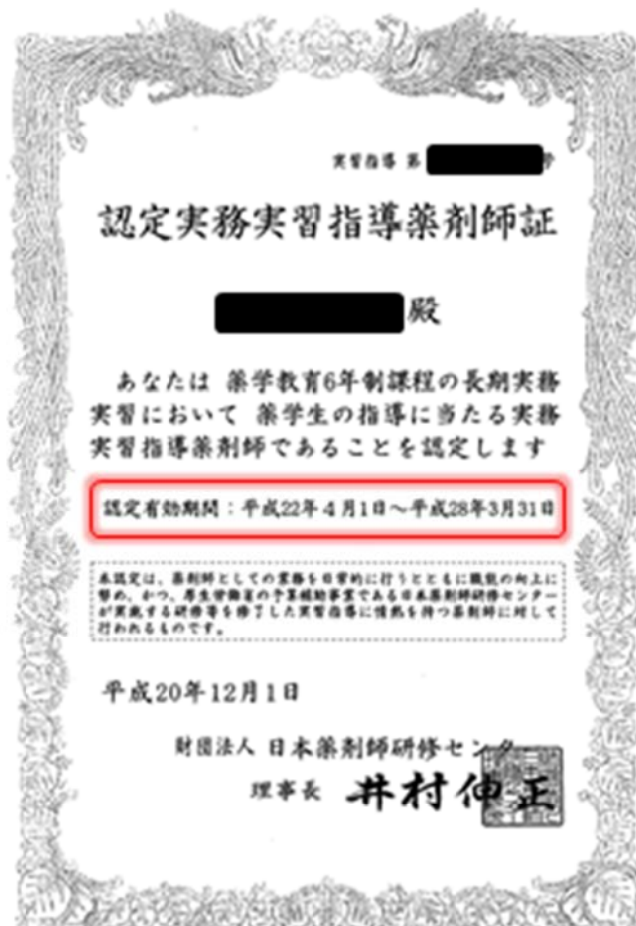 実習指導 第 号
認定実務実習指導薬剤師証
殿
あなたは 薬学教育6年制課程の長期実務
実習において 薬学生の指導に当たる実務
実習指導薬剤師であることを認定します
認定有効期間：平成22年4月1日～平成28年3月31日
本認定は、薬剤師としての業務を日常的に行うとともに職能の向上に
努め、かつ、厚生労働省の予算補助事業である日本薬剤師研修センター
が実施する研修等を修了した実習指導に情熱を持つ薬剤師に対して
行われるものです。
平成20年12月1日
財団法人 日本薬剤師研修センター
理事長 井村伸正